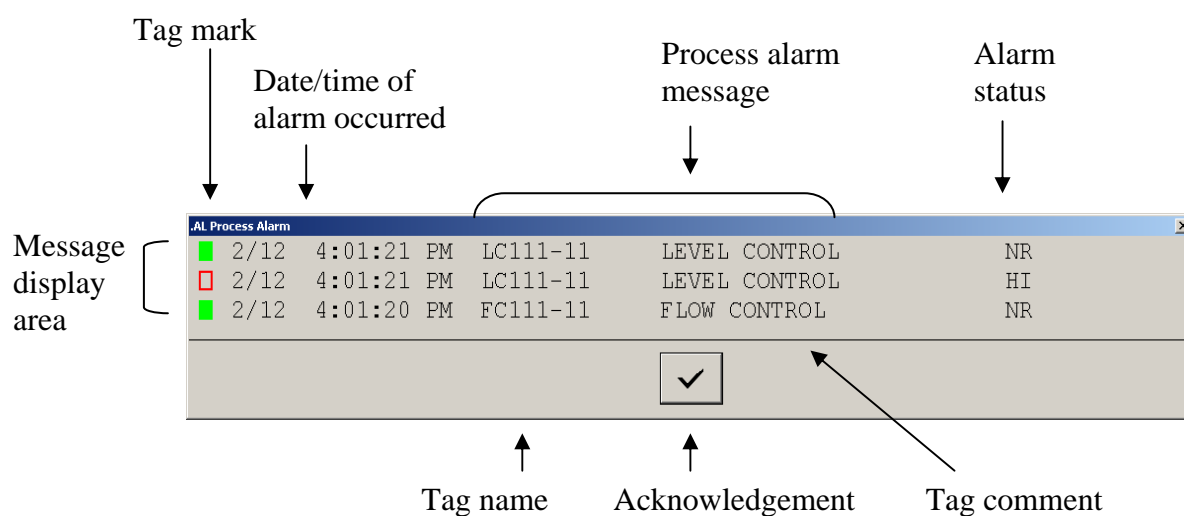 Tag mark
Process alarm message
Alarm status
Date/time of alarm occurred
.AL Process Alarm
Message display area
2/12 4:01:21 PM LC111-11 LEVEL CONTROL NR
2/12 4:01:21 PM LC111-11 LEVEL CONTROL HI
2/12 4:01:20 PM FC111-11 FLOW CONTROL NR
Tag name
Acknowledgement
Tag comment